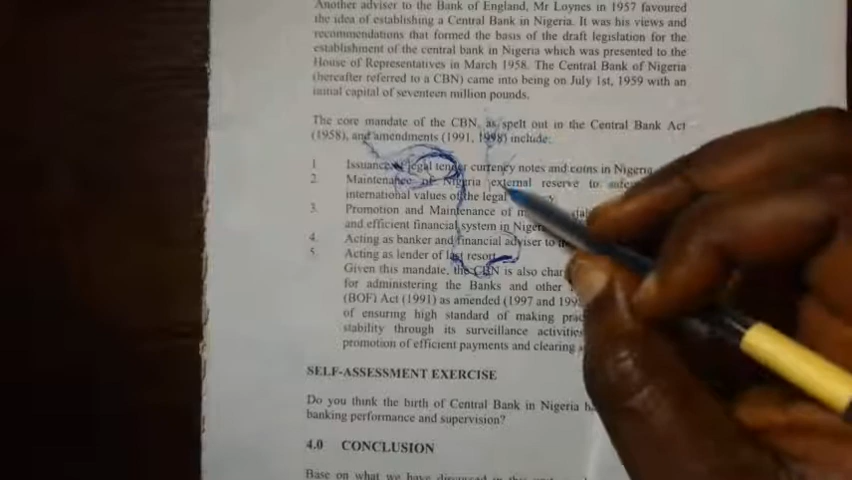 Another adviser to the Bank of England, Mr Loynes in 1957 favoured
the idea of establishing a Central Bank in Nigeria. It was his views and
recommendations that formed the basis of the draft legislation for the
establishment of the central bank in Nigeria which was presented to the
House of Representatives in March 1958. The Central Bank of Nigeria
(hereafter referred to a CBN) came into being on July 1st, 1959 with an
initial capital of seventeen million pounds.
The core mandate of the CBN, as spelt out in the Central Bank Act
(1958), and amendments (1991, 1998) include:
1 Issuance of legal tender currency notes and coins in Nigeria
2. Maintenance of Nigeria external reserve to
international values of the legal
3. Promotion and Maintenance of
and efficient financial system in
4. Acting as banker and financial adviser to
5. Acting as lender of last resort
Given this mandate, the CBN is also
for administering the Banks and other
(BOF) Act (1991) as amended (1997 and
of ensuring high standard of making
stability through its surveillance activities
promotion of efficient payments and clearing
SELF-ASSESSMENT EXERCISE
Do you think the birth of Central Bank in Nigeria
banking performance and supervision?
4.0 CONCLUSION
Base on what we have discussed in